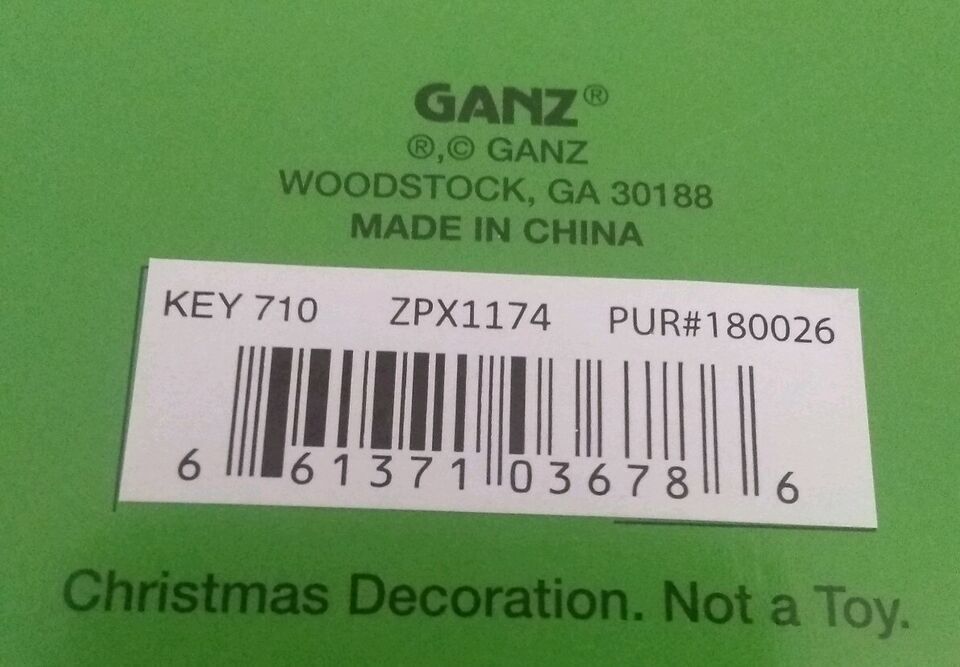 GANZ®
®,© GANZ
WOODSTOCK, GA 30188
MADE IN CHINA
KEY 710 ZPX1174 PUR#180026
6 61371 03678 6
Christmas Decoration. Not a Toy.